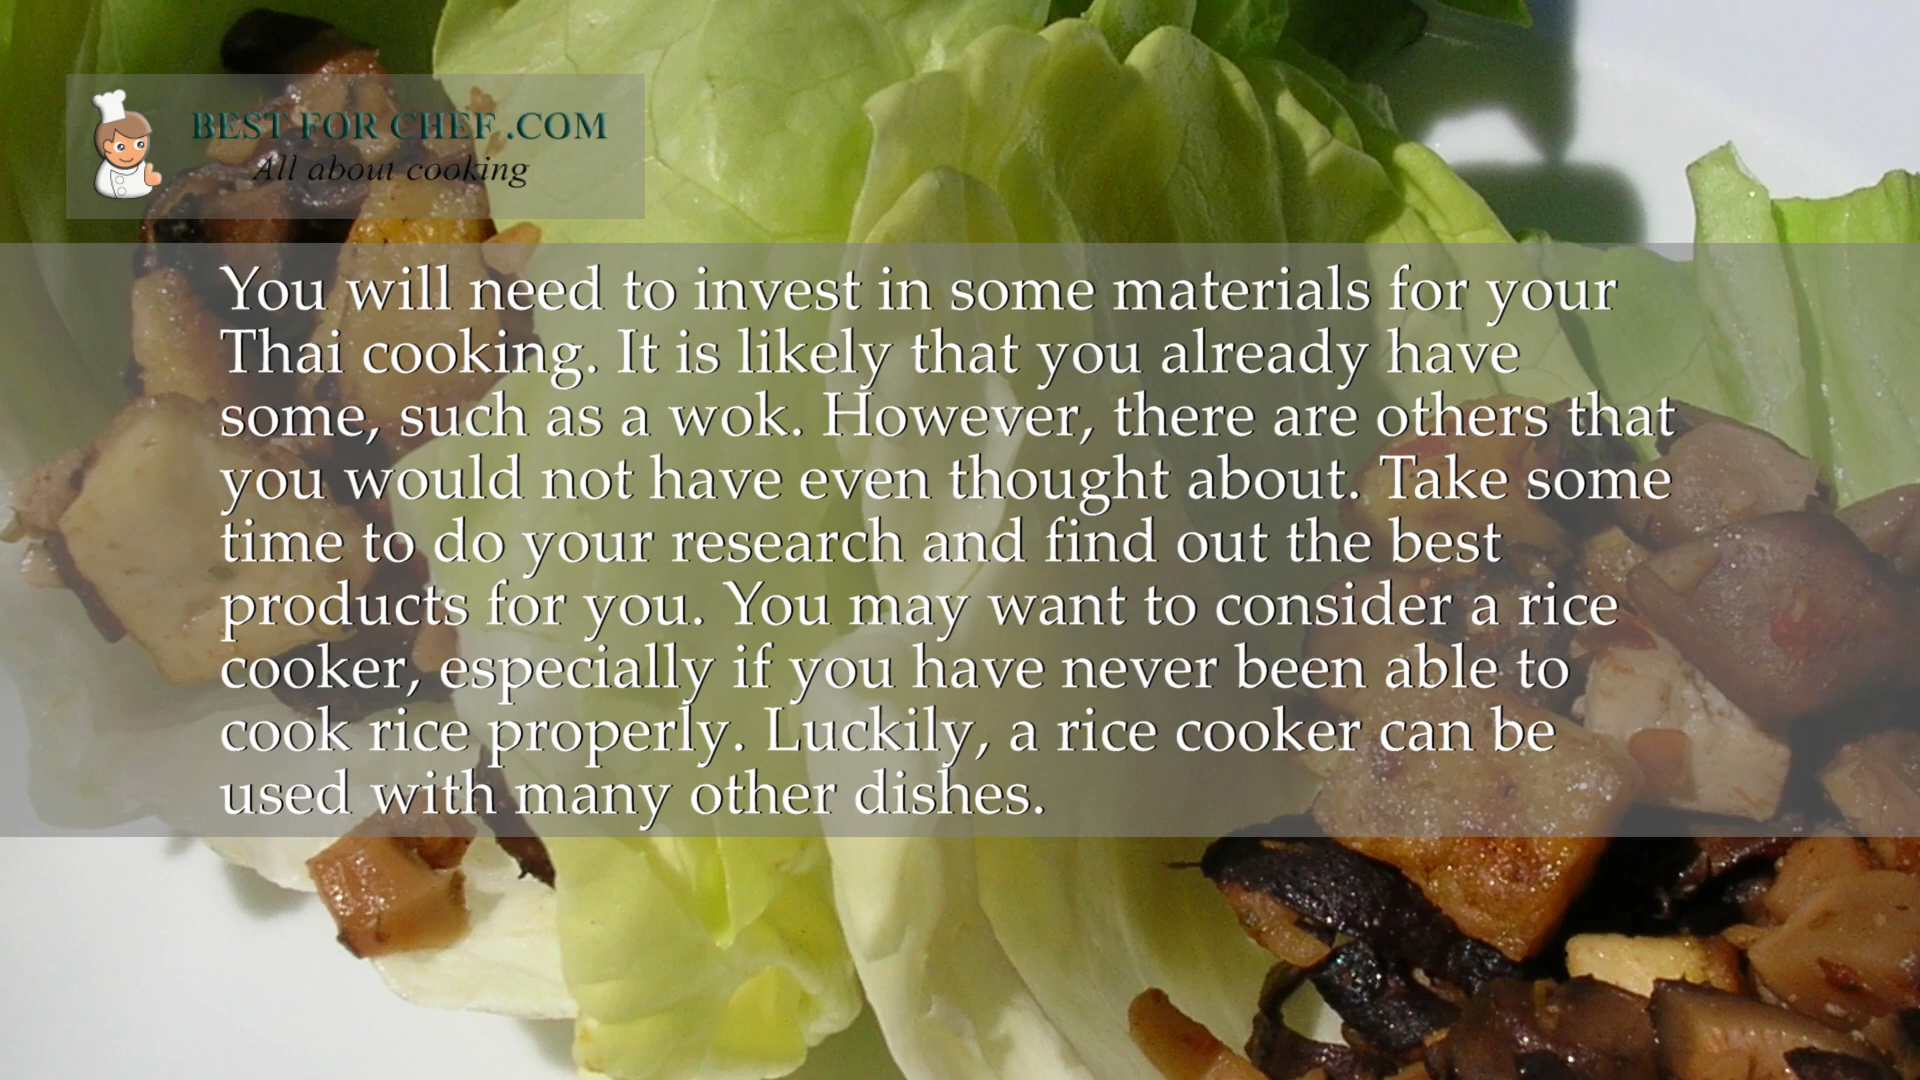 BEST FOR CHEF .COM
All about cooking
You will need to invest in some materials for your
Thai cooking. It is likely that you already have
some, such as a wok. However, there are others that
you would not have even thought about. Take some
time to do your research and find out the best
products for you. You may want to consider a rice
cooker, especially if you have never been able to
cook rice properly. Luckily, a rice cooker can be
used with many other dishes.